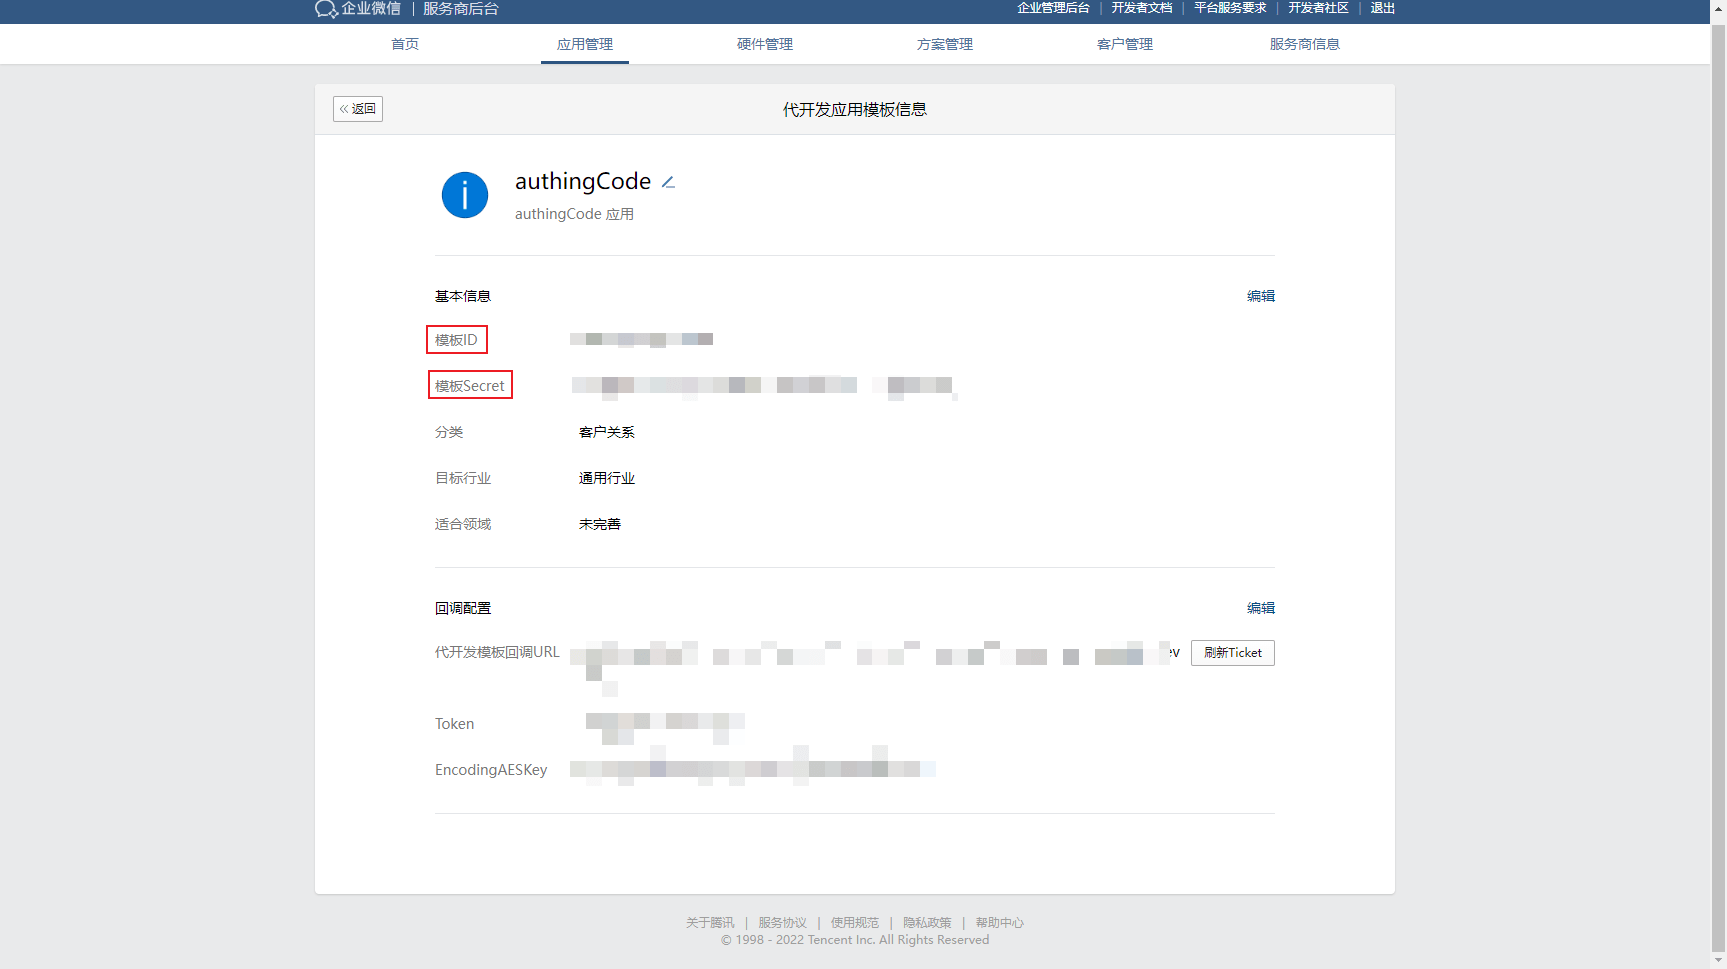 企业微信 | 服务商后台
企业管理后台 | 开发者文档 | 平台服务要求 | 开发者社区 | 退出
首页 应用管理 硬件管理 方案管理 客户管理 服务商信息
返回 代开发应用模板信息
authingCode
authingCode 应用
基本信息 编辑
模板ID
模板Secret
分类 客户关系
目标行业 通用行业
适合领域 未完善
回调配置 编辑
代开发模板回调URL 刷新Ticket
Token
EncodingAESKey
关于腾讯 | 服务协议 | 使用规范 | 隐私政策 | 帮助中心
© 1998 - 2022 Tencent Inc. All Rights Reserved